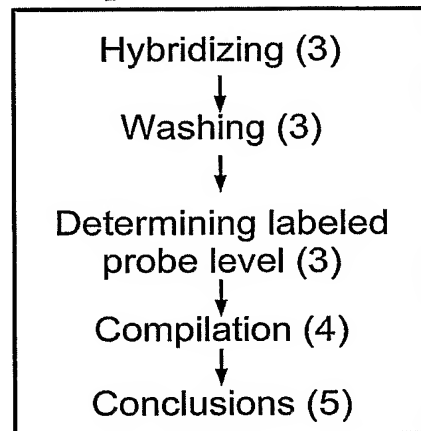 Hybridizing (3)
Washing (3)
Determining labeled
probe level (3)
Compilation (4)
Conclusions (5)